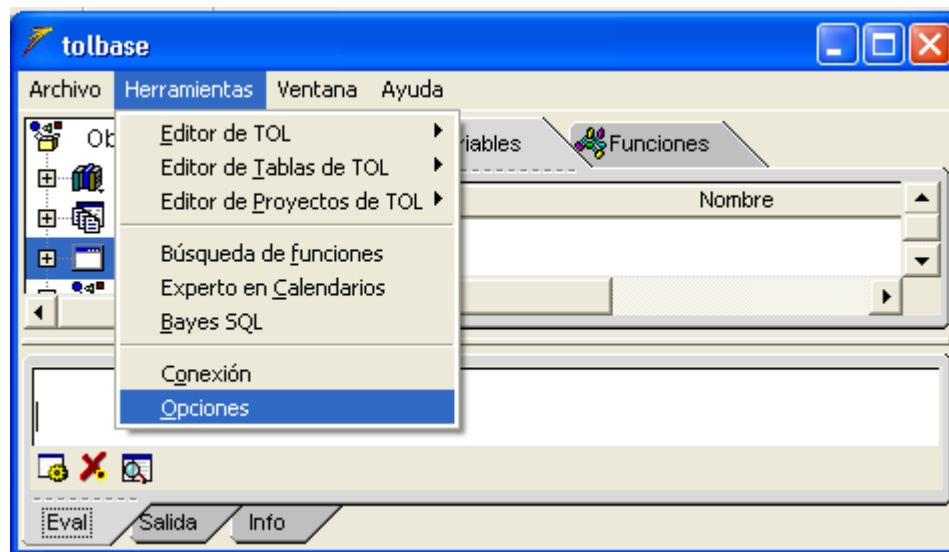 tolbase
Archivo Herramientas Ventana Ayuda
Editor de TOL
Editor de Tablas de TOL
Editor de Proyectos de TOL
Búsqueda de funciones
Experto en Calendarios
Bayes SQL
Conexión
Opciones
Funciones
Nombre
Eval Salida Info